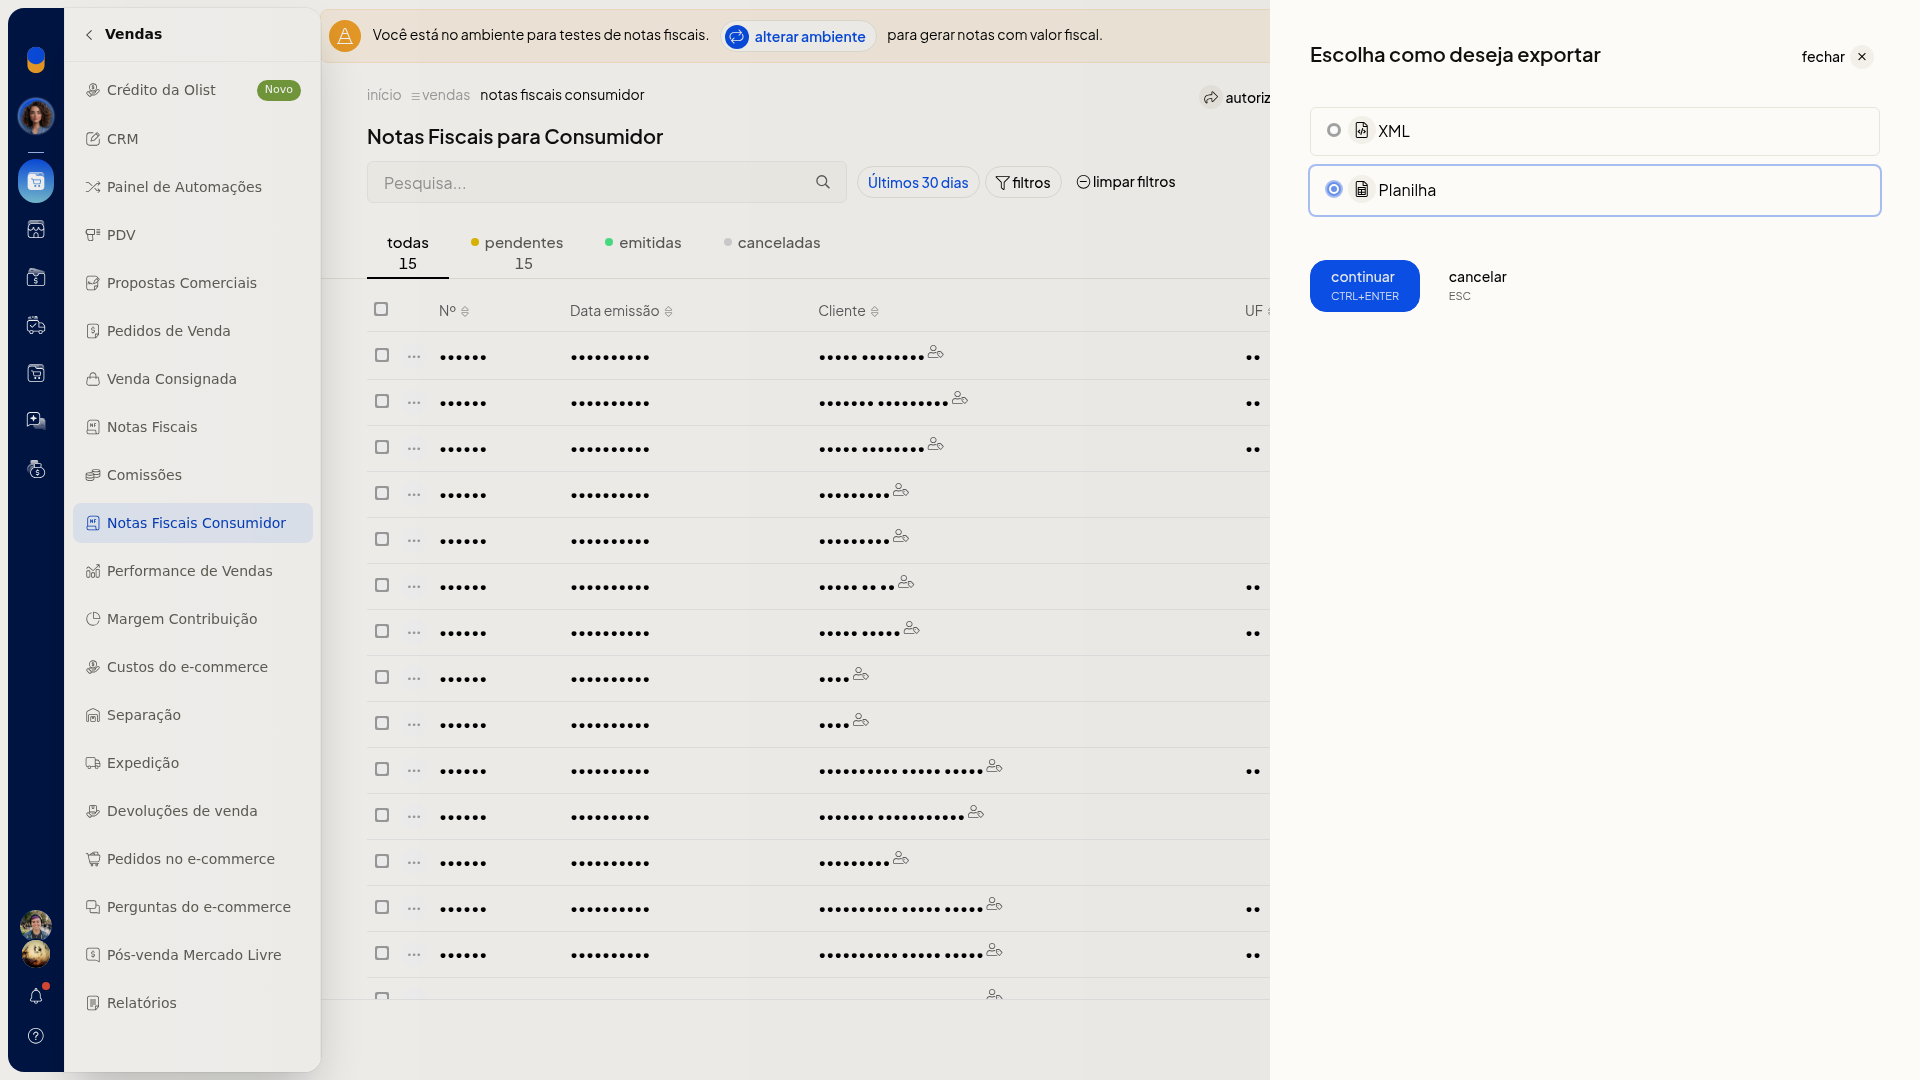 Vendas
Crédito da Olist Novo
CRM
Painel de Automações
PDV
Propostas Comerciais
Pedidos de Venda
Venda Consignada
Notas Fiscais
Comissões
Notas Fiscais Consumidor
Performance de Vendas
Margem Contribuição
Custos do e-commerce
Separação
Expedição
Devoluções de venda
Pedidos no e-commerce
Perguntas do e-commerce
Pós-venda Mercado Livre
Relatórios
Você está no ambiente para testes de notas fiscais. alterar ambiente para gerar notas com valor fiscal.
início vendas notas fiscais consumidor
autoriz
Notas Fiscais para Consumidor
Pesquisa...
Últimos 30 dias filtros limpar filtros
todas pendentes emitidas canceladas
15 15
Nº Data emissão Cliente UF
Escolha como deseja exportar
fechar
XML
Planilha
continuar
CTRL+ENTER
cancelar
ESC